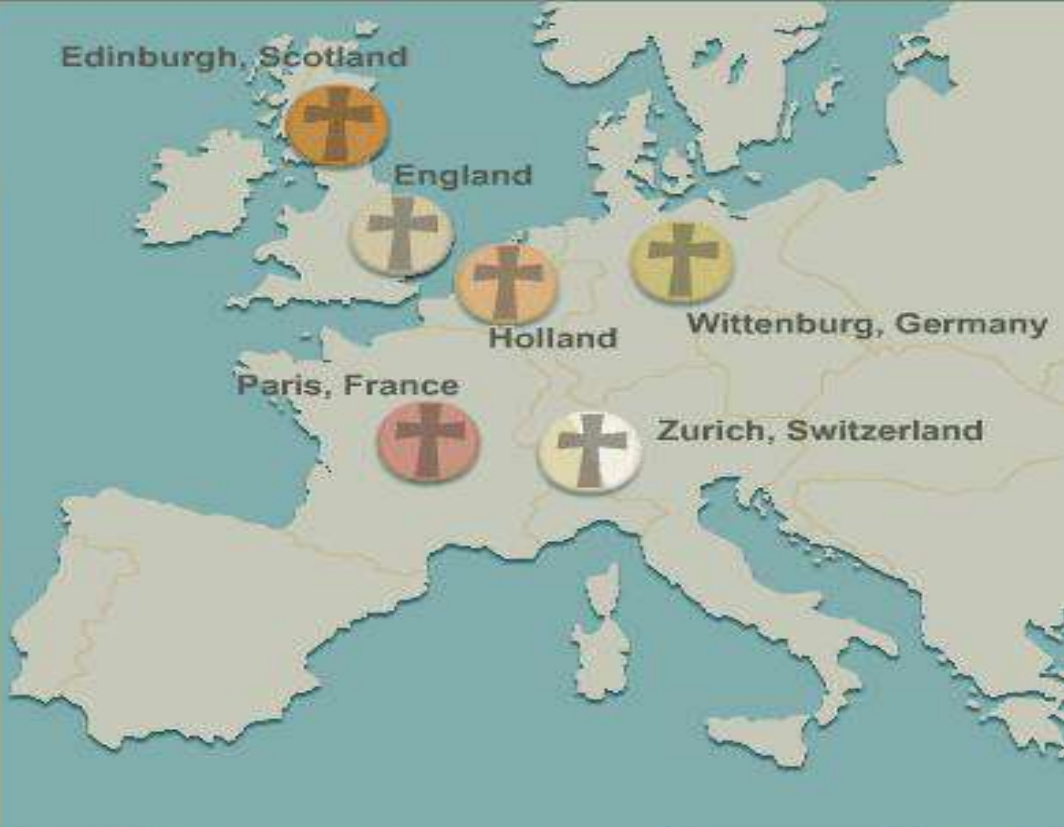 Edinburgh, Scotland
England
Holland
Wittenburg, Germany
Paris, France
Zurich, Switzerland